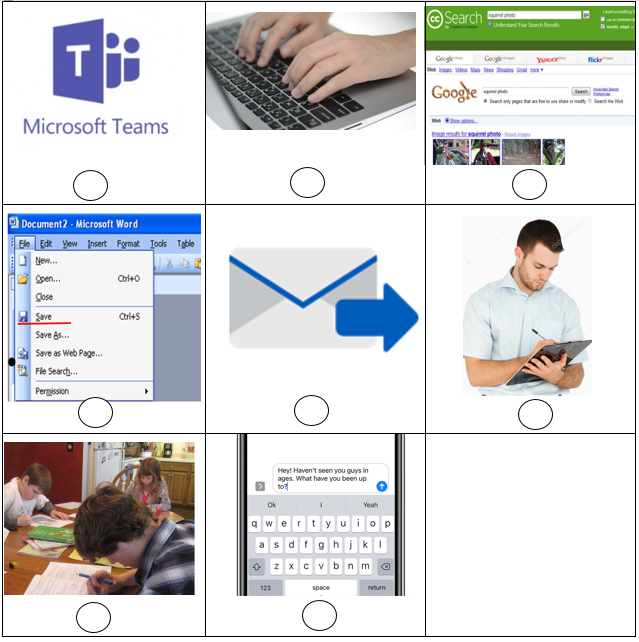 Microsoft Teams
CC Search
squirrel photo
go
Understand Your Search Results
Google
Google
YAHOO!
flickr
Web Images Videos Maps News Shopping Gmail more
Google
squirrel photo
Search
Advanced Search
Preferences
Search only pages that are free to use share or modify
Search the Web
Web
Show options...
Image results for squirrel photo - Report images
Document2 - Microsoft Word
File Edit View Insert Format Tools Table
New...
Open... Ctrl+O
Close
Save Ctrl+S
Save As...
Save as Web Page...
File Search...
Permission
Hey! Haven't seen you guys in
ages. What have you been up
to?
Ok I Yeah
q w e r t y u i o p
a s d f g h j k l
z x c v b n m
123 space return